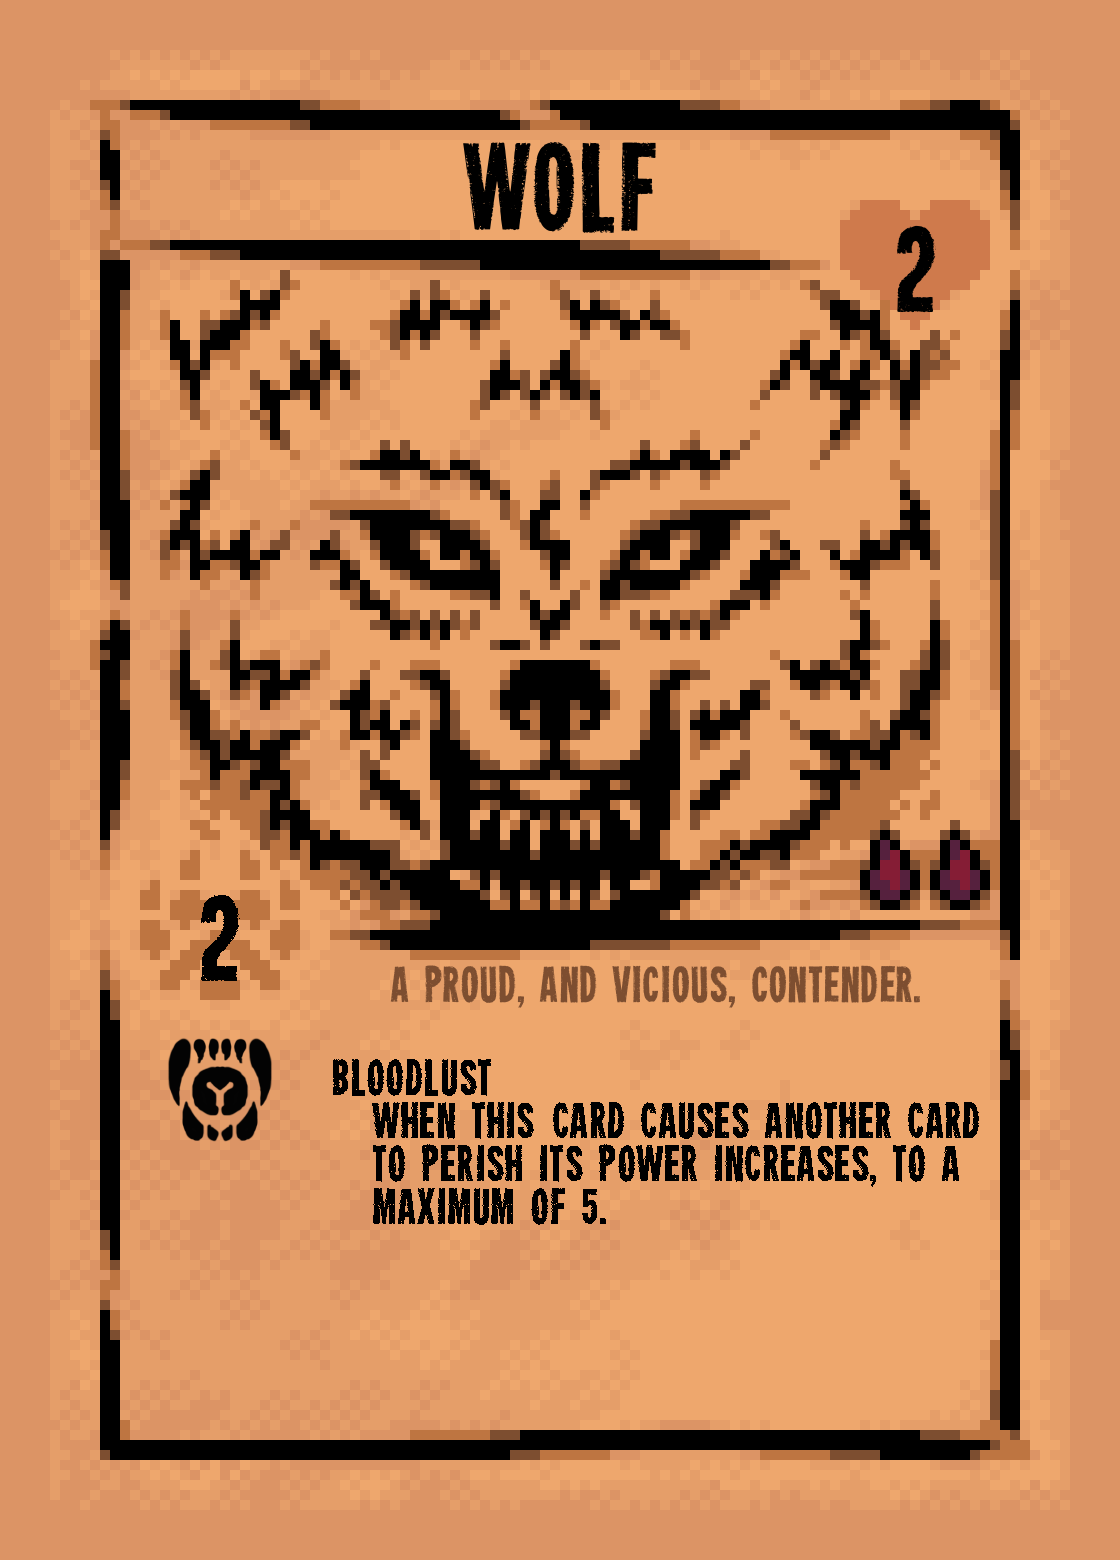 WOLF
2
2
A PROUD, AND VICIOUS, CONTENDER.
BLOODLUST
WHEN THIS CARD CAUSES ANOTHER CARD
TO PERISH ITS POWER INCREASES, TO A
MAXIMUM OF 5.